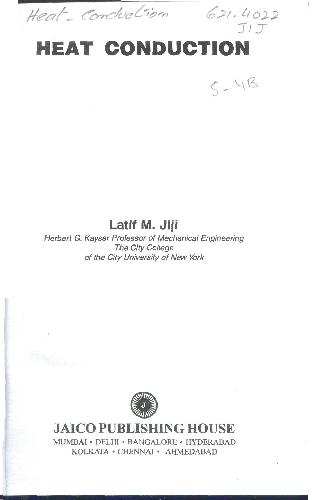 Heat - Conduction 621.4022
JIJ
HEAT CONDUCTION
S-4B
Latif M. Jiji
Herbert G. Kayser Professor of Mechanical Engineering
The City College
of the City University of New York
J
JAICO PUBLISHING HOUSE
MUMBAI • DELHI • BANGALORE • HYDERABAD
KOLKATA • CHENNAI • AHMEDABAD